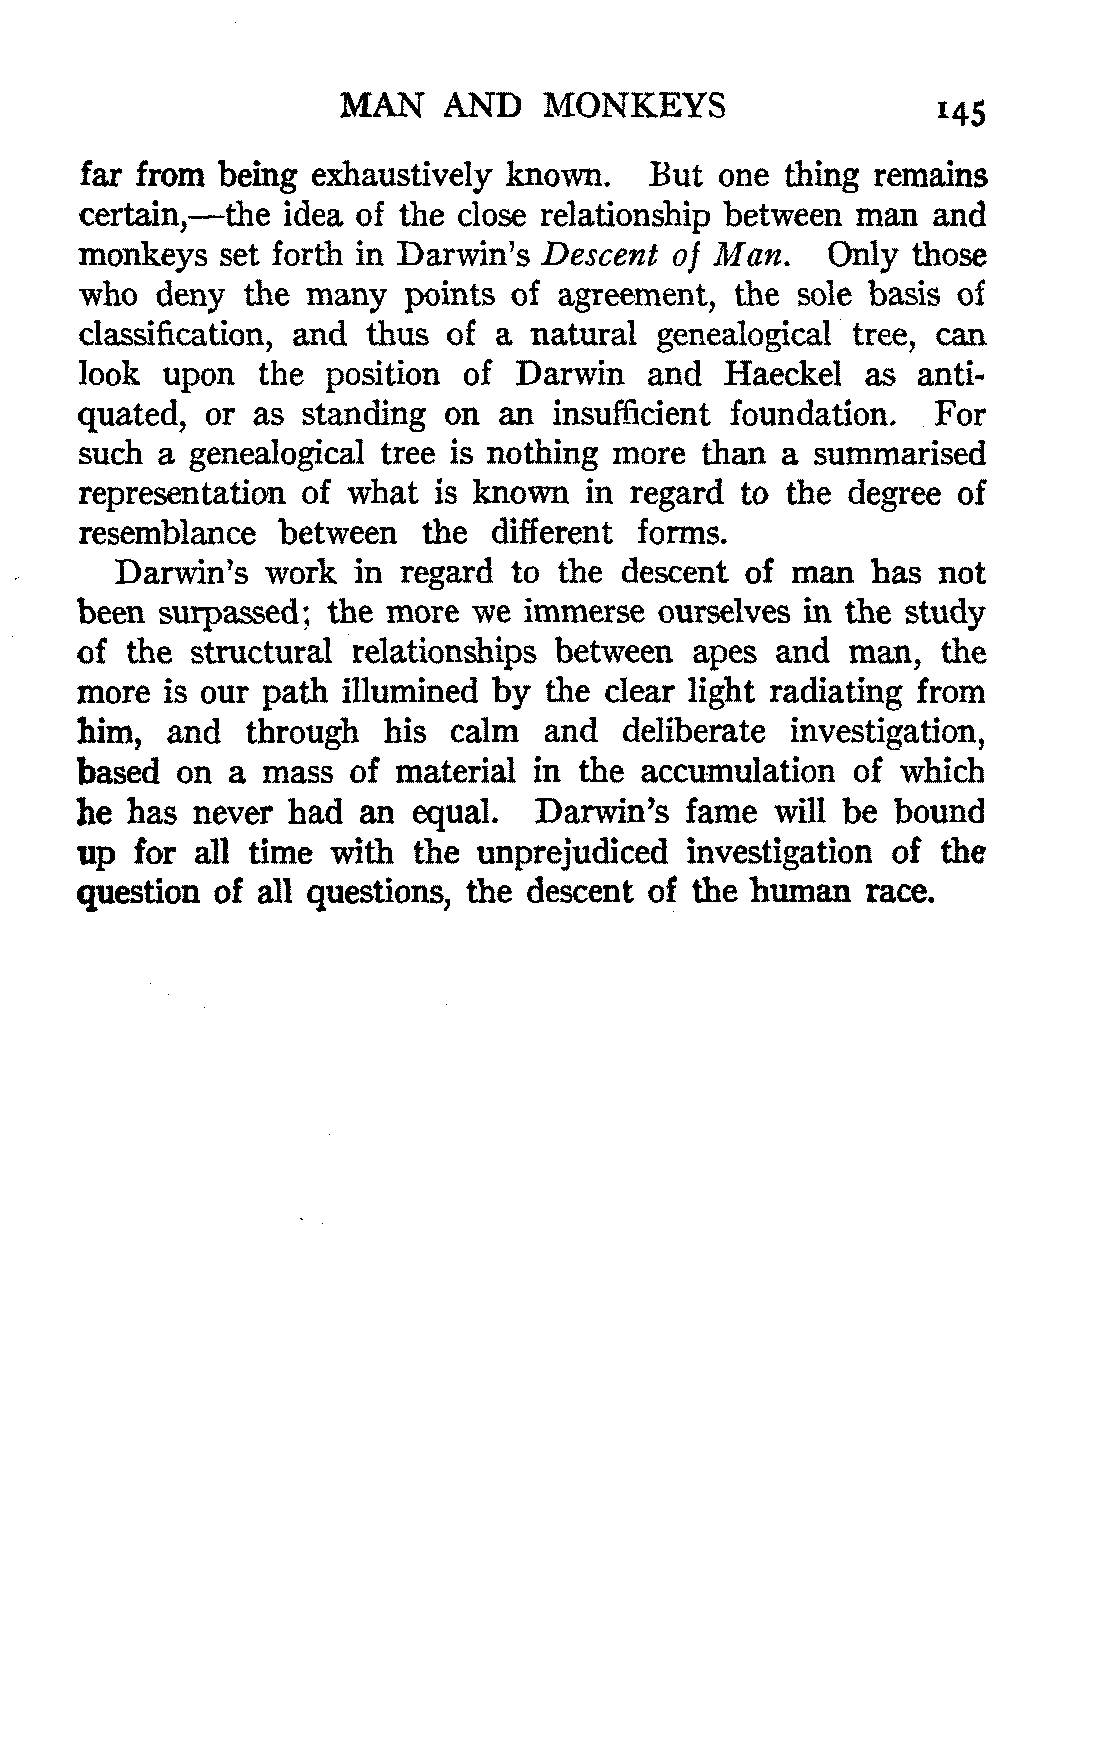 MAN AND MONKEYS 145
far from being exhaustively known. But one thing remains
certain,—the idea of the close relationship between man and
monkeys set forth in Darwin's Descent of Man. Only those
who deny the many points of agreement, the sole basis of
classification, and thus of a natural genealogical tree, can
look upon the position of Darwin and Haeckel as anti-
quated, or as standing on an insufficient foundation. For
such a genealogical tree is nothing more than a summarised
representation of what is known in regard to the degree of
resemblance between the different forms.
Darwin's work in regard to the descent of man has not
been surpassed; the more we immerse ourselves in the study
of the structural relationships between apes and man, the
more is our path illumined by the clear light radiating from
him, and through his calm and deliberate investigation,
based on a mass of material in the accumulation of which
he has never had an equal. Darwin's fame will be bound
up for all time with the unprejudiced investigation of the
question of all questions, the descent of the human race.